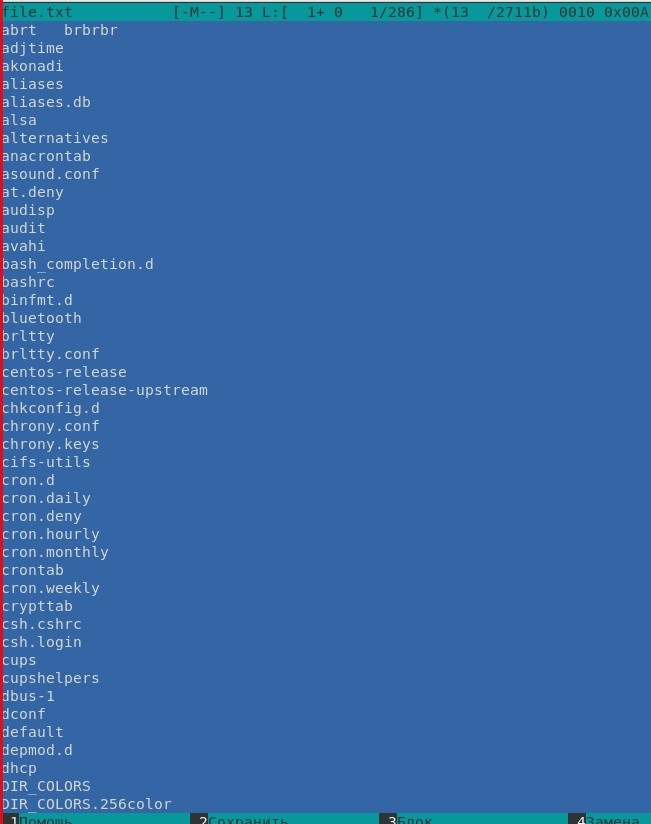 file.txt [-M--] 13 L:[ 1+ 0 1/286] *(13 /2711b) 0010 0x00A
abrt brbrbr
adjtime
akonadi
aliases
aliases.db
alsa
alternatives
anacrontab
asound.conf
at.deny
audisp
audit
avahi
bash_completion.d
bashrc
binfmt.d
bluetooth
brltty
brltty.conf
centos-release
centos-release-upstream
chkconfig.d
chrony.conf
chrony.keys
cifs-utils
cron.d
cron.daily
cron.deny
cron.hourly
cron.monthly
crontab
cron.weekly
crypttab
csh.cshrc
csh.login
cups
cupshelpers
dbus-1
dconf
default
depmod.d
dhcp
DIR_COLORS
DIR_COLORS.256color
1Помощь 2Сохранить 3Блок 4Замена